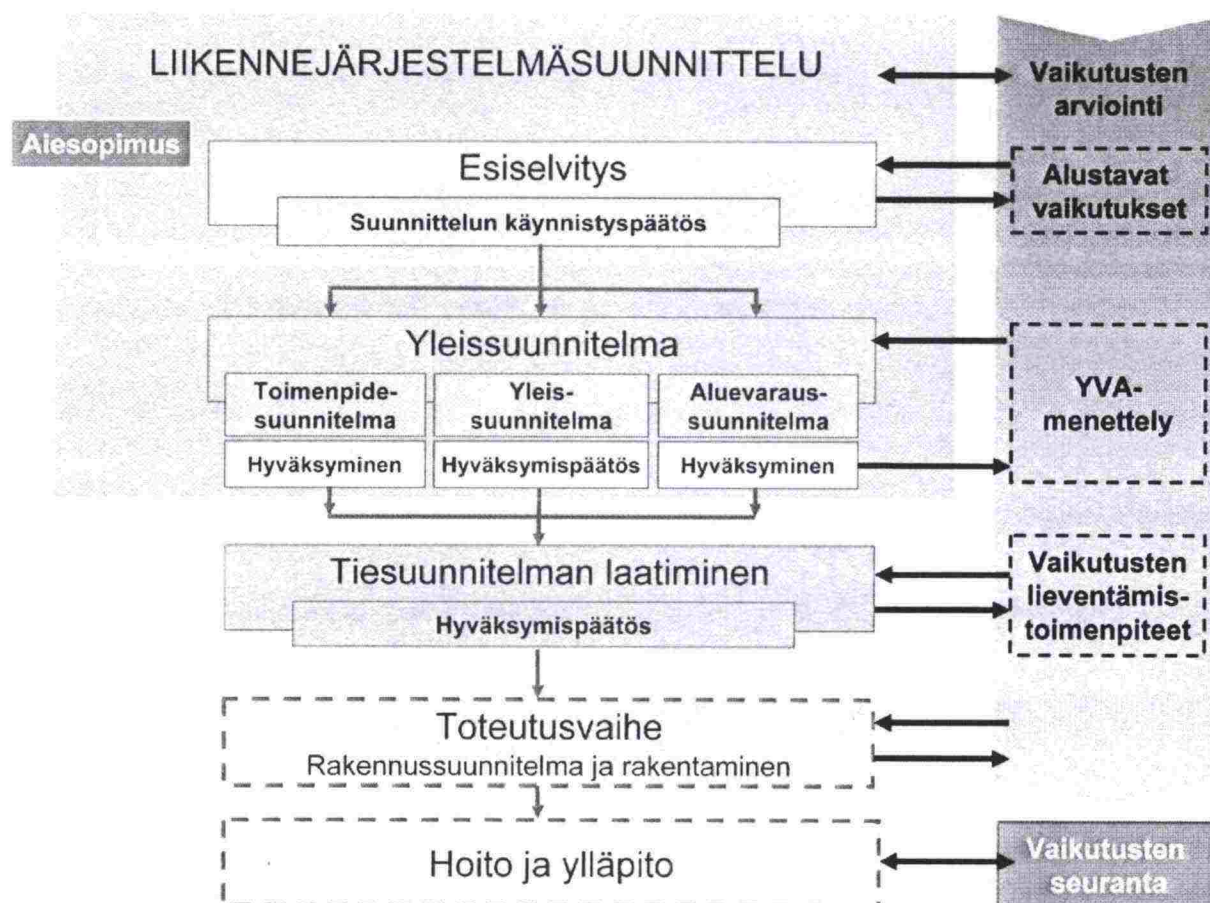 LIIKENNEJÄRJESTELMÄSUUNNITTELU
Vaikutusten
arviointi
Aiesopimus
Esiselvitys
Suunnittelun käynnistyspäätös
Alustavat
vaikutukset
Yleissuunnitelma
Toimenpide-
suunnitelma
Hyväksyminen
Yleis-
suunnitelma
Hyväksymispäätös
Aluevaraus-
suunnitelma
Hyväksyminen
YVA-
menettely
Tiesuunnitelman laatiminen
Hyväksymispäätös
Vaikutusten
lieventämis-
toimenpiteet
Toteutusvaihe
Rakennussuunnitelma ja rakentaminen
Hoito ja ylläpito
Vaikutusten
seuranta